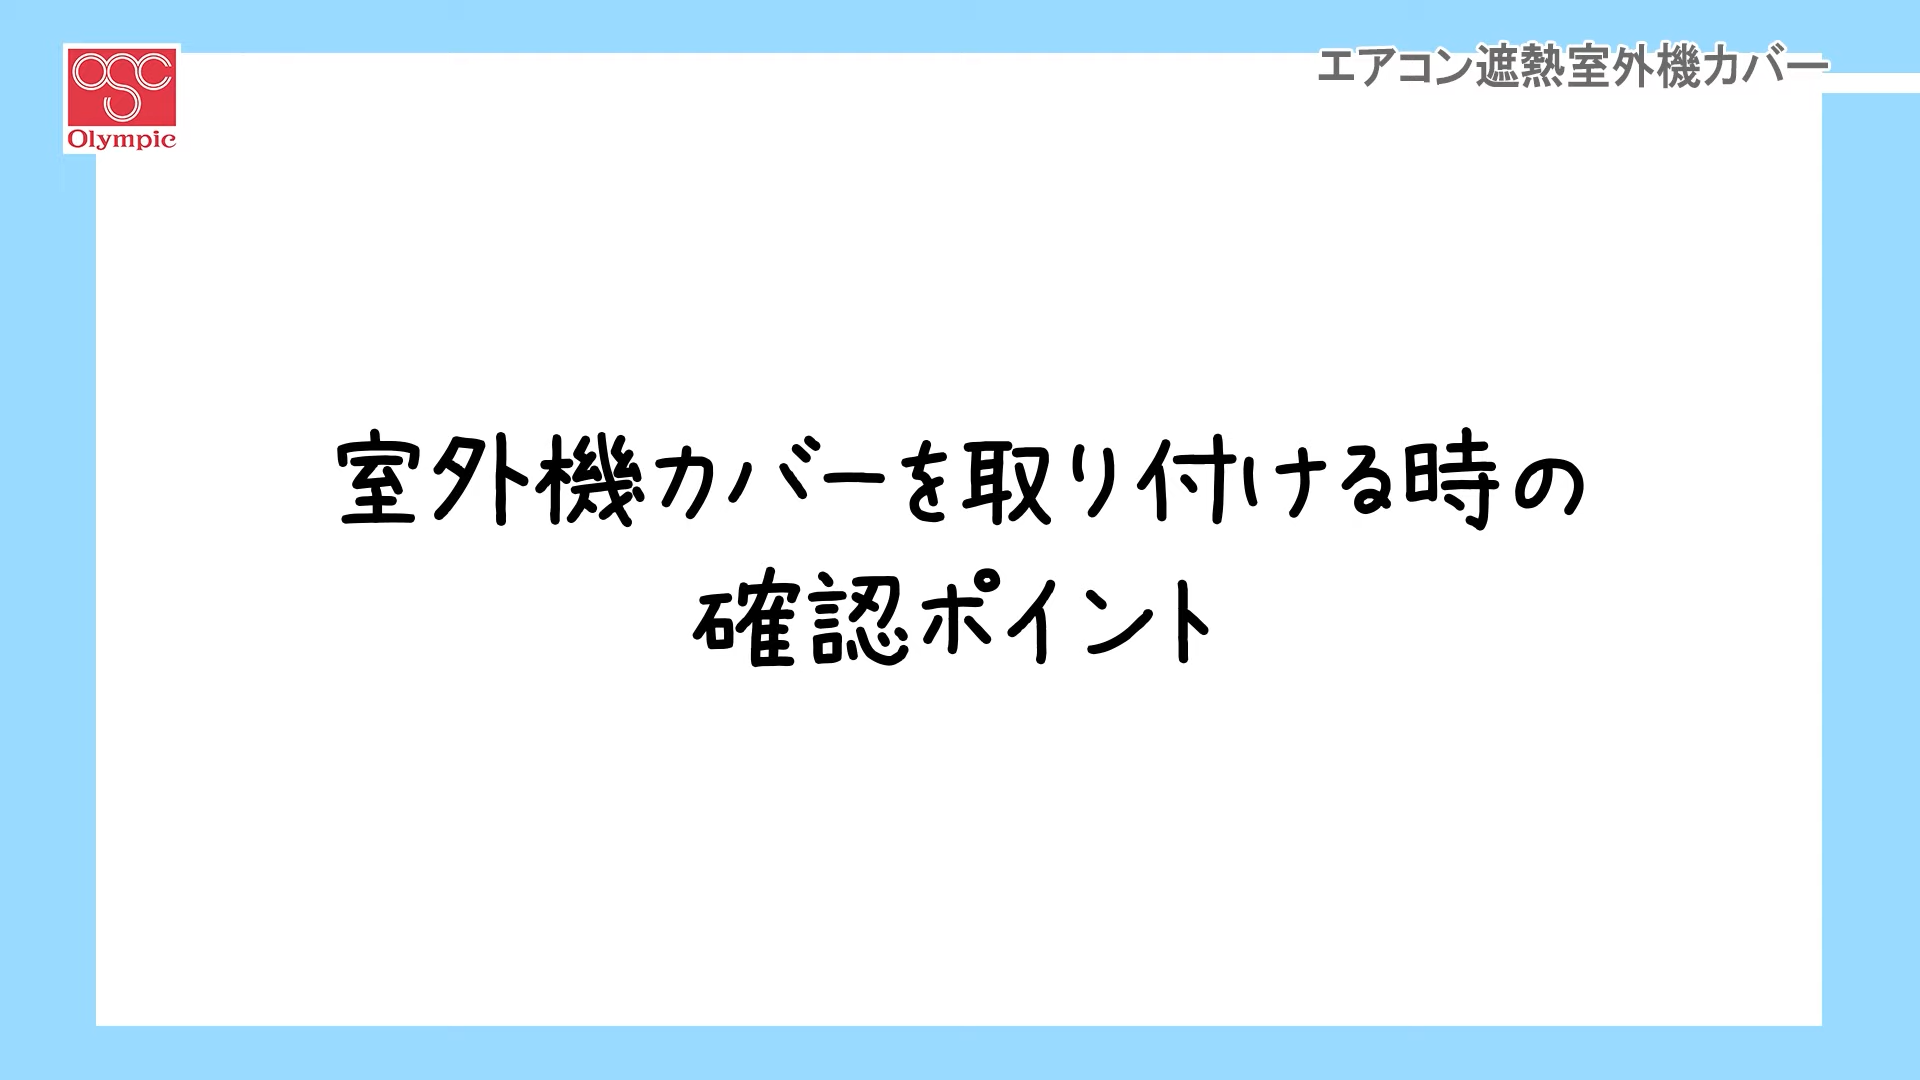 OSC
Olympic
エアコン遮熱室外機カバー
室外機カバーを取り付ける時の
確認ポイント